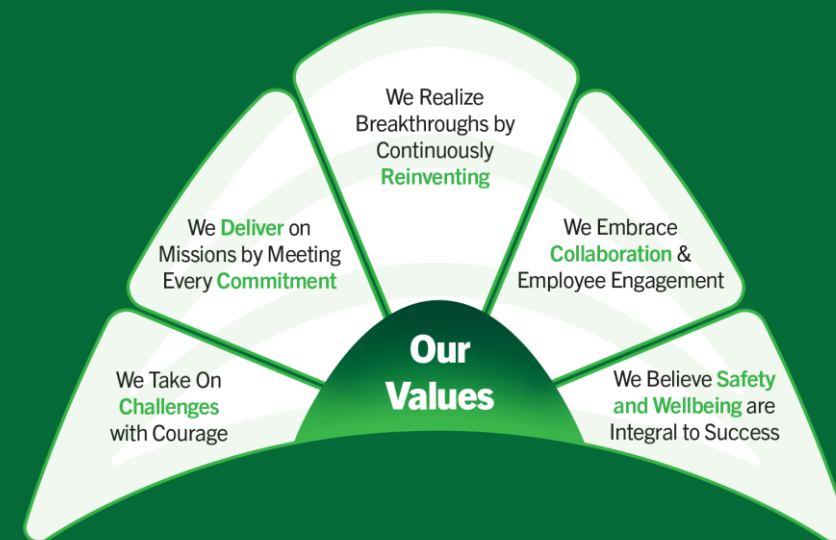 We Realize
Breakthroughs by
Continuously
Reinventing
We Deliver on
Missions by Meeting
Every Commitment
We Embrace
Collaboration &
Employee Engagement
Our
Values
We Take On
Challenges
with Courage
We Believe Safety
and Wellbeing are
Integral to Success